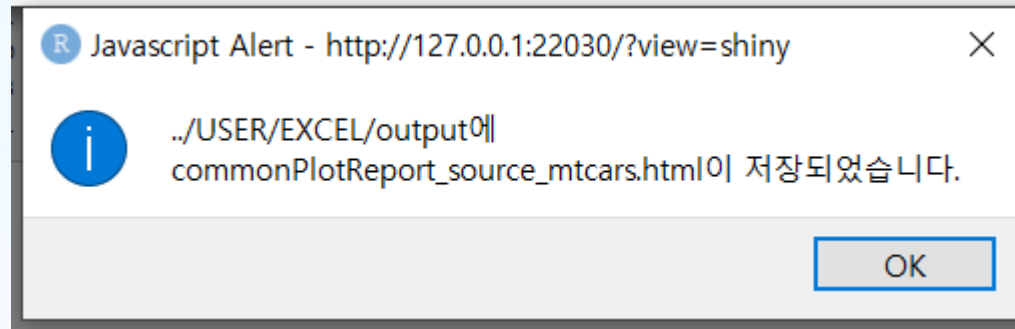 R Javascript Alert - http://127.0.0.1:22030/?view=shiny
../USER/EXCEL/output에
commonPlotReport_source_mtcars.html이 저장되었습니다.
OK